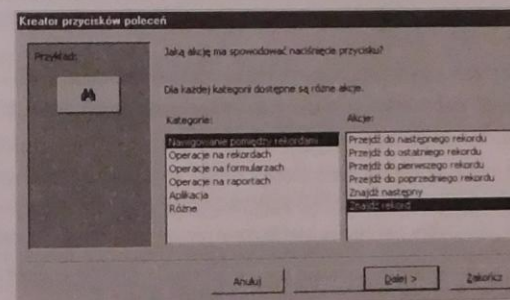 Kreator przycisków poleceń
Przykład:
Jaką akcję ma spowodować naciśnięcie przycisku?
Dla każdej kategorii dostępne są różne akcje.
Kategorie:
Nawigowanie pomiędzy rekordami
Operacje na rekordach
Operacje na formularzach
Operacje na raportach
Aplikacja
Różne
Akcje:
Przejdź do następnego rekordu
Przejdź do ostatniego rekordu
Przejdź do pierwszego rekordu
Przejdź do poprzedniego rekordu
Znajdź następny
Znajdź rekord
Anuluj
Dalej >
Zakończ